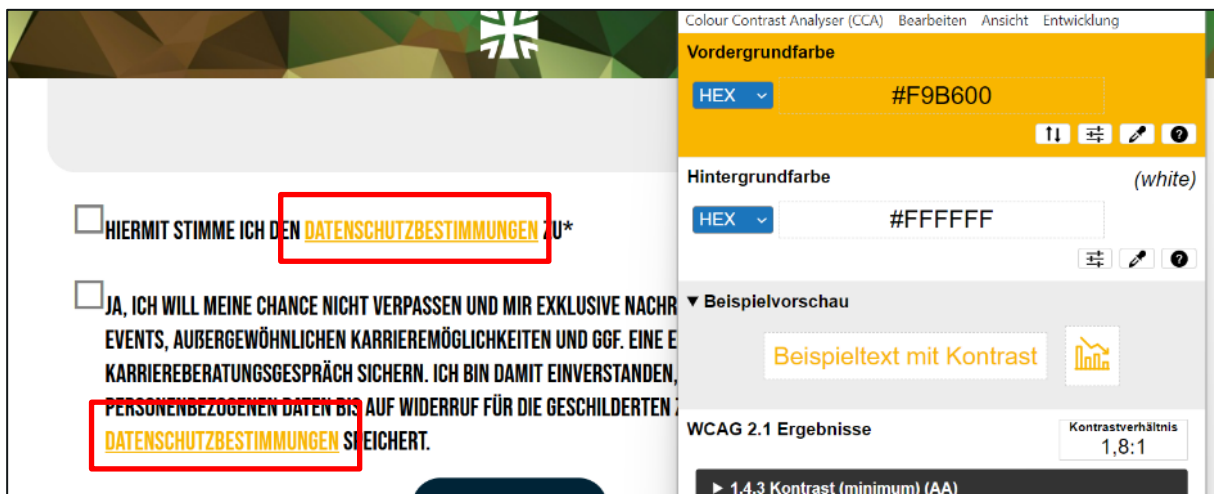 Colour Contrast Analyser (CCA) Bearbeiten Ansicht Entwicklung
Vordergrundfarbe
HEX #F9B600
Hintergrundfarbe (white)
HEX #FFFFFF
▼ Beispielvorschau
Beispieltext mit Kontrast
WCAG 2.1 Ergebnisse
Kontrastverhältnis
1,8:1
▶ 1.4.3 Kontrast (minimum) (AA)
HIERMIT STIMME ICH DEN DATENSCHUTZBESTIMMUNGEN ZU*
JA, ICH WILL MEINE CHANCE NICHT VERPASSEN UND MIR EXKLUSIVE NACHR
EVENTS, AUßERGEWÖHNLICHEN KARRIEREMÖGLICHKEITEN UND GGF. EINE E
KARRIEREBERATUNGSGESPRÄCH SICHERN. ICH BIN DAMIT EINVERSTANDEN,
PERSONENBEZOGENEN DATEN BIS AUF WIDERRUF FÜR DIE GESCHILDERTEN
DATENSCHUTZBESTIMMUNGEN SPEICHERT.